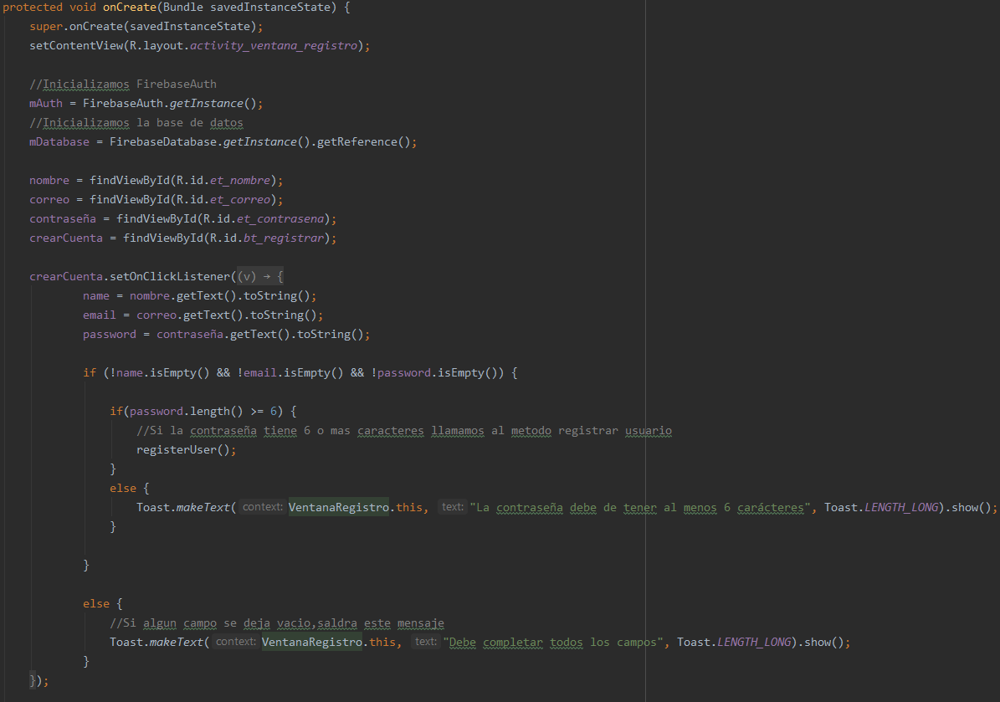 protected void onCreate(Bundle savedInstanceState) {
super.onCreate(savedInstanceState);
setContentView(R.layout.activity_ventana_registro);
//Inicializamos FirebaseAuth
mAuth = FirebaseAuth.getInstance();
//Inicializamos la base de datos
mDatabase = FirebaseDatabase.getInstance().getReference();
nombre = findViewById(R.id.et_nombre);
correo = findViewById(R.id.et_correo);
contraseña = findViewById(R.id.et_contrasena);
crearCuenta = findViewById(R.id.bt_registrar);
crearCuenta.setOnClickListener((v) → {
name = nombre.getText().toString();
email = correo.getText().toString();
password = contraseña.getText().toString();
if (!name.isEmpty() && !email.isEmpty() && !password.isEmpty()) {
if(password.length() >= 6) {
//Si la contraseña tiene 6 o mas caracteres llamamos al metodo registrar usuario
registerUser();
}
else {
Toast.makeText( context: VentanaRegistro.this, text: "La contraseña debe de tener al menos 6 carácteres", Toast.LENGTH_LONG).show();
}
}
else {
//Si algun campo se deja vacio,saldra este mensaje
Toast.makeText( context: VentanaRegistro.this, text: "Debe completar todos los campos", Toast.LENGTH_LONG).show();
}
});